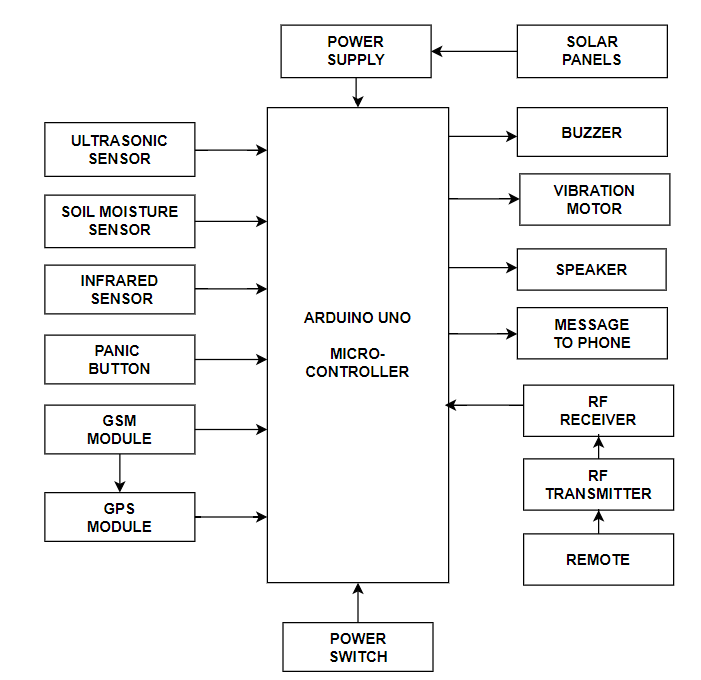 POWER
SUPPLY
SOLAR
PANELS
ULTRASONIC
SENSOR
SOIL MOISTURE
SENSOR
INFRARED
SENSOR
PANIC
BUTTON
GSM
MODULE
GPS
MODULE
ARDUINO UNO
MICRO-
CONTROLLER
BUZZER
VIBRATION
MOTOR
SPEAKER
MESSAGE
TO PHONE
RF
RECEIVER
RF
TRANSMITTER
REMOTE
POWER
SWITCH